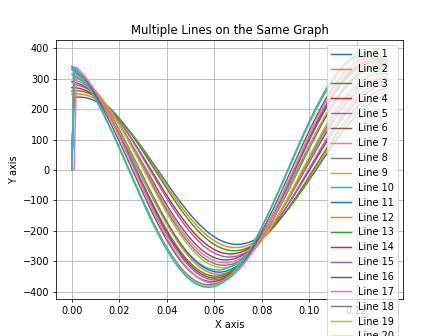 Multiple Lines on the Same Graph
400
300
200
100
0
−100
−200
−300
−400
Y axis
0.00
0.02
0.04
0.06
0.08
0.10
X axis
Line 1
Line 2
Line 3
Line 4
Line 5
Line 6
Line 7
Line 8
Line 9
Line 10
Line 11
Line 12
Line 13
Line 14
Line 15
Line 16
Line 17
Line 18
Line 19
Line 20